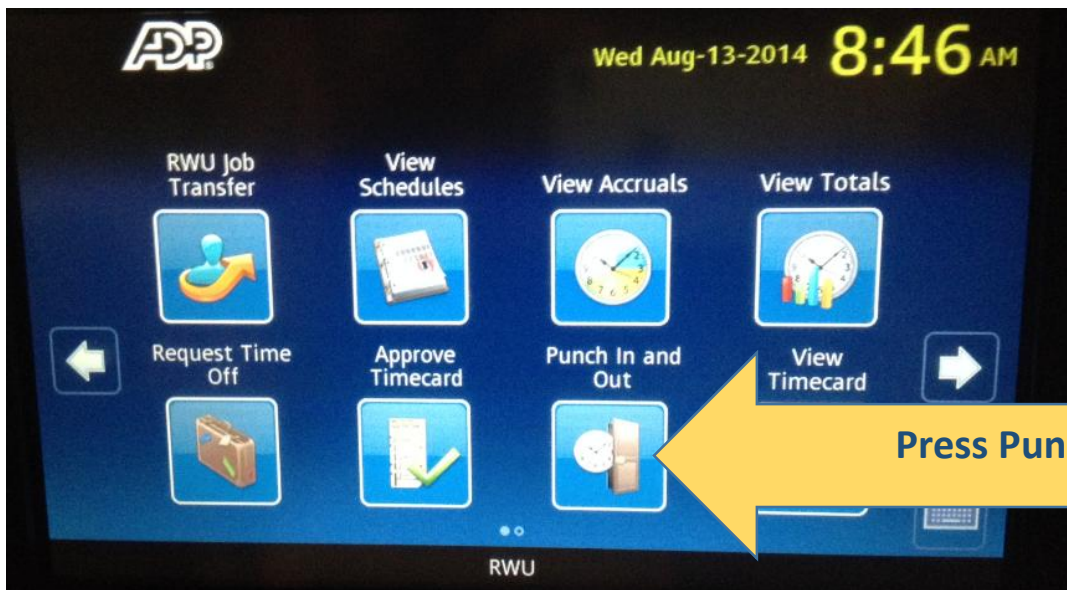 ADP
Wed Aug-13-2014 8:46 AM
RWU Job
Transfer
View
Schedules
View Accruals
View Totals
Request Time
Off
Approve
Timecard
Punch In and
Out
View
Timecard
Press
RWU